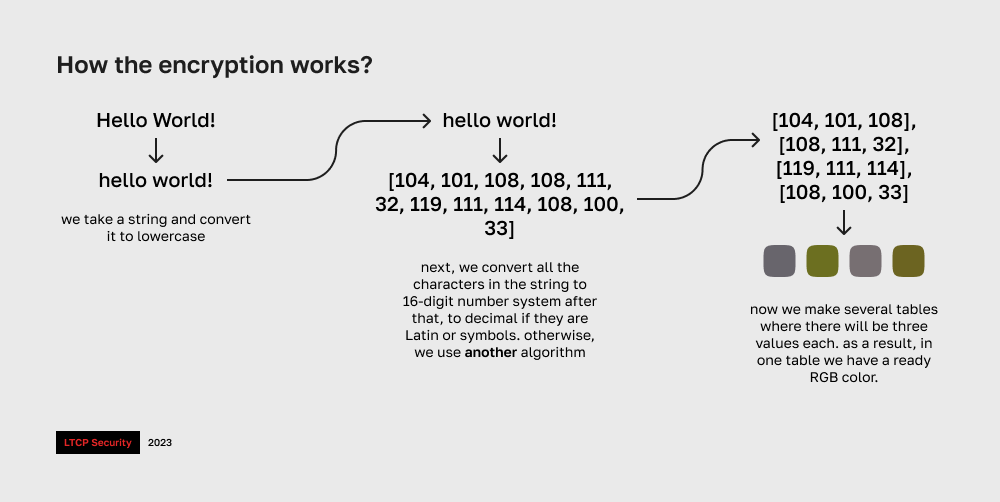 How the encryption works?
Hello World!
hello world!
we take a string and convert
it to lowercase
hello world!
[104, 101, 108, 108, 111,
32, 119, 111, 114, 108, 100,
33]
next, we convert all the
characters in the string to
16-digit number system after
that, to decimal if they are
Latin or symbols. otherwise,
we use another algorithm
[104, 101, 108],
[108, 111, 32],
[119, 111, 114],
[108, 100, 33]
now we make several tables
where there will be three
values each. as a result, in
one table we have a ready
RGB color.
LTCP Security 2023